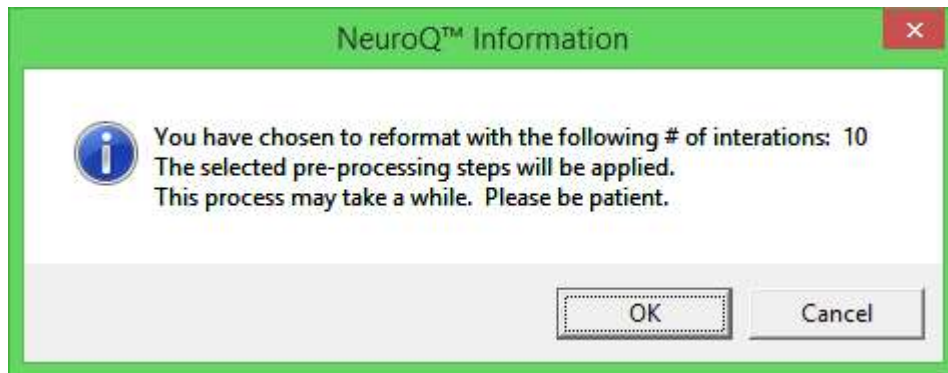 NeuroQ™ Information
You have chosen to reformat with the following # of interations:  10
The selected pre-processing steps will be applied.
This process may take a while.  Please be patient.
OK
Cancel